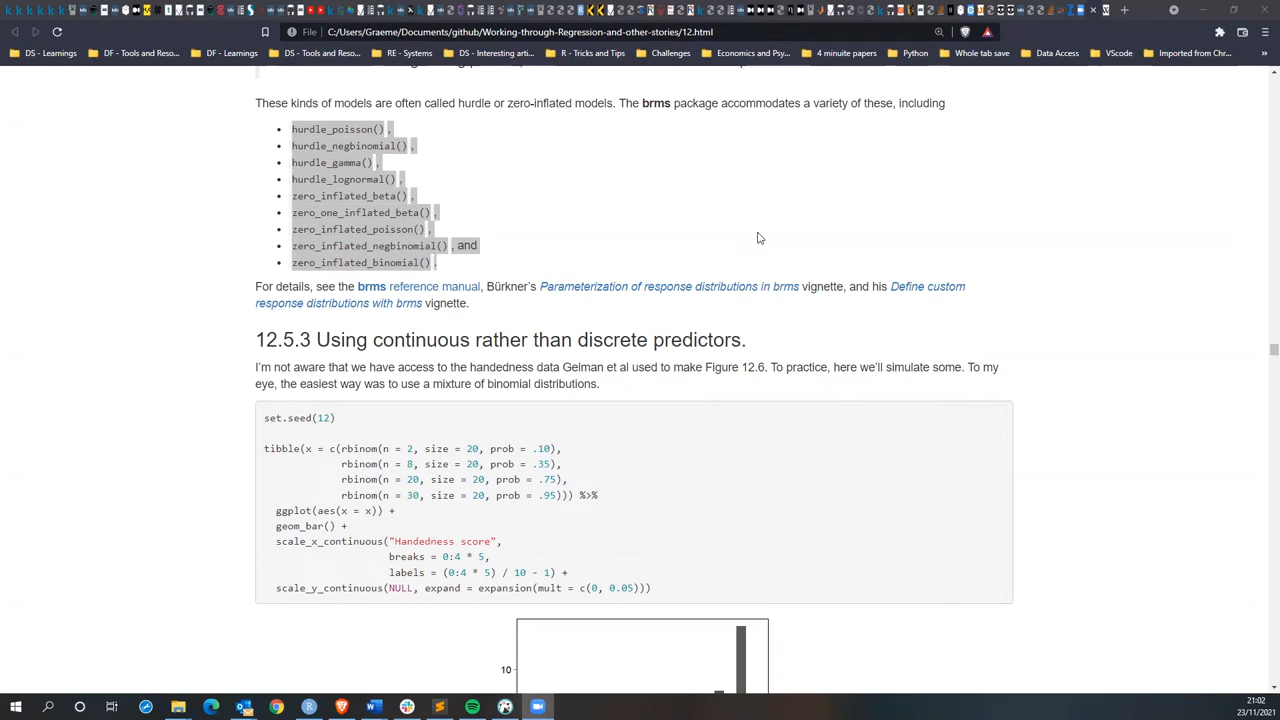 File
C:/Users/Graeme/Documents/github/Working-through-Regression-and-other-stories/12.html
DS - Learnings
DF - Tools and Reso...
DF - Learnings
DS - Tools and Reso...
RE - Systems
DS - Interesting artic...
R - Tricks and Tips
Challenges
Economics and Psy...
4 minute papers
Python
Whole tab save
Data Access
VScode
Imported from Chr...
These kinds of models are often called hurdle or zero-inflated models. The brms package accommodates a variety of these, including
• hurdle_poisson() ,
• hurdle_negbinomial() ,
• hurdle_gamma() ,
• hurdle_lognormal() ,
• zero_inflated_beta() ,
• zero_one_inflated_beta() ,
• zero_inflated_poisson() ,
• zero_inflated_negbinomial() , and
• zero_inflated_binomial() .
For details, see the brms reference manual, Bürkner’s Parameterization of response distributions in brms vignette, and his Define custom
response distributions with brms vignette.
12.5.3 Using continuous rather than discrete predictors.
I’m not aware that we have access to the handedness data Gelman et al used to make Figure 12.6. To practice, here we’ll simulate some. To my
eye, the easiest way was to use a mixture of binomial distributions.
set.seed(12)
tibble(x = c(rbinom(n = 2, size = 20, prob = .10),
rbinom(n = 8, size = 20, prob = .35),
rbinom(n = 20, size = 20, prob = .75),
rbinom(n = 30, size = 20, prob = .95))) %>%
ggplot(aes(x = x)) +
geom_bar() +
scale_x_continuous("Handedness score",
breaks = 0:4 * 5,
labels = (0:4 * 5) / 10 - 1) +
scale_y_continuous(NULL, expand = expansion(mult = c(0, 0.05)))
10
21:02
23/11/2021